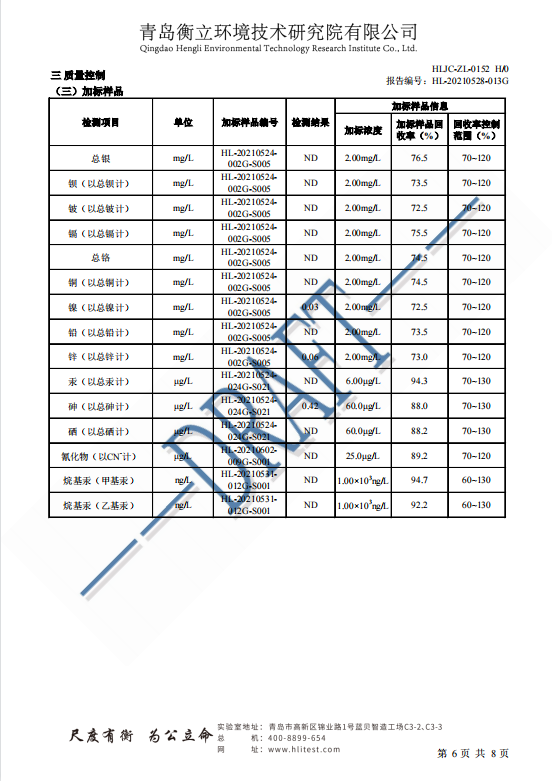 青岛衡立环境技术研究院有限公司
Qingdao Hengli Environmental Technology Research Institute Co., Ltd.
HLJC-ZL-0152 H/0
报告编号：HL-20210528-013G
三 质量控制
（三）加标样品
检测项目 单位 加标样品编号 检测结果 加标样品信息
加标浓度 加标样品回收率（%） 回收率控制范围（%）
总银 mg/L HL-20210524-002G-S005 ND 2.00mg/L 76.5 70~120
钡（以总钡计） mg/L HL-20210524-002G-S005 ND 2.00mg/L 73.5 70~120
铍（以总铍计） mg/L HL-20210524-002G-S005 ND 2.00mg/L 72.5 70~120
镉（以总镉计） mg/L HL-20210524-002G-S005 ND 2.00mg/L 75.5 70~120
总铬 mg/L HL-20210524-002G-S005 ND 2.00mg/L 74.5 70~120
铜（以总铜计） mg/L HL-20210524-002G-S005 ND 2.00mg/L 74.5 70~120
镍（以总镍计） mg/L HL-20210524-002G-S005 0.03 2.00mg/L 72.5 70~120
铅（以总铅计） mg/L HL-20210524-002G-S005 ND 2.00mg/L 73.5 70~120
锌（以总锌计） mg/L HL-20210524-002G-S005 0.06 2.00mg/L 73.0 70~120
汞（以总汞计） μg/L HL-20210524-024G-S021 ND 6.00μg/L 94.3 70~130
砷（以总砷计） μg/L HL-20210524-024G-S021 0.42 60.0μg/L 88.0 70~130
硒（以总硒计） μg/L HL-20210524-024G-S021 ND 60.0μg/L 88.2 70~130
氰化物（以CN⁻计） μg/L HL-20210602-009G-S001 ND 25.0μg/L 89.2 70~120
烷基汞（甲基汞） ng/L HL-20210531-012G-S001 ND 1.00×10³ng/L 94.7 60~130
烷基汞（乙基汞） ng/L HL-20210531-012G-S001 ND 1.00×10³ng/L 92.2 60~130
DRAFT
尺度有衡 为公立命
实验室地址：青岛市高新区锦业路1号蓝贝智造工场C3-2、C3-3
总 机：400-8899-654
网 址：www.hlitest.com
第 6 页 共 8 页